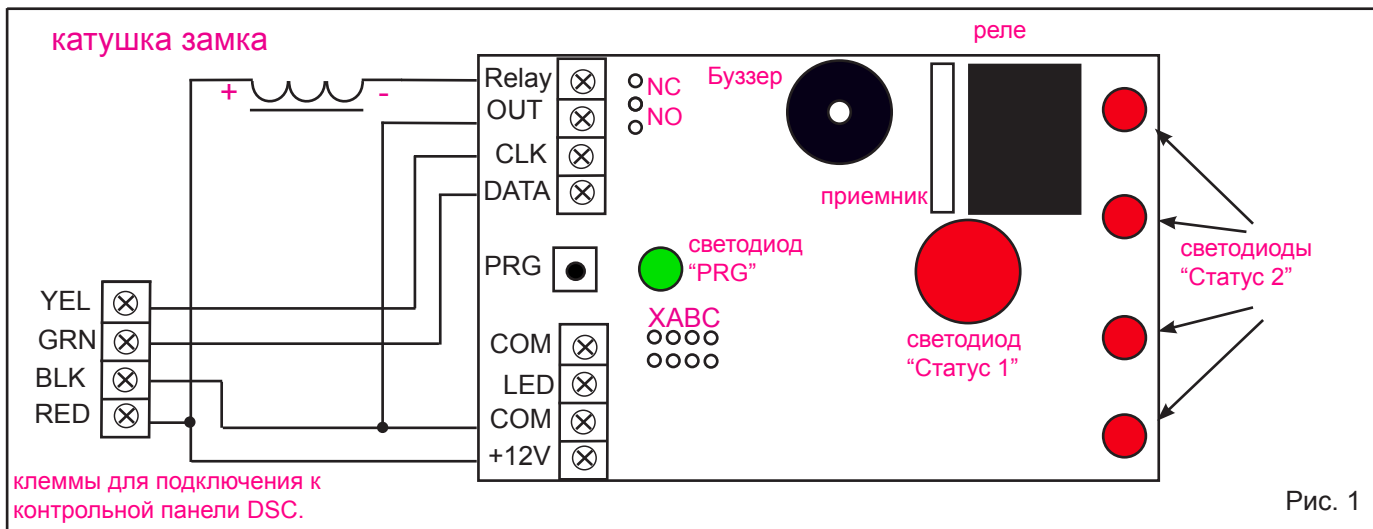 катушка замка
+ -
реле
Relay
OUT
CLK
DATA
NC
NO
Буззер
приемник
PRG
светодиод
“PRG”
светодиоды
“Статус 2”
YEL
GRN
BLK
RED
COM
LED
COM
+12V
XABC
светодиод
“Статус 1”
клеммы для подключения к
контрольной панели DSC.
Рис. 1